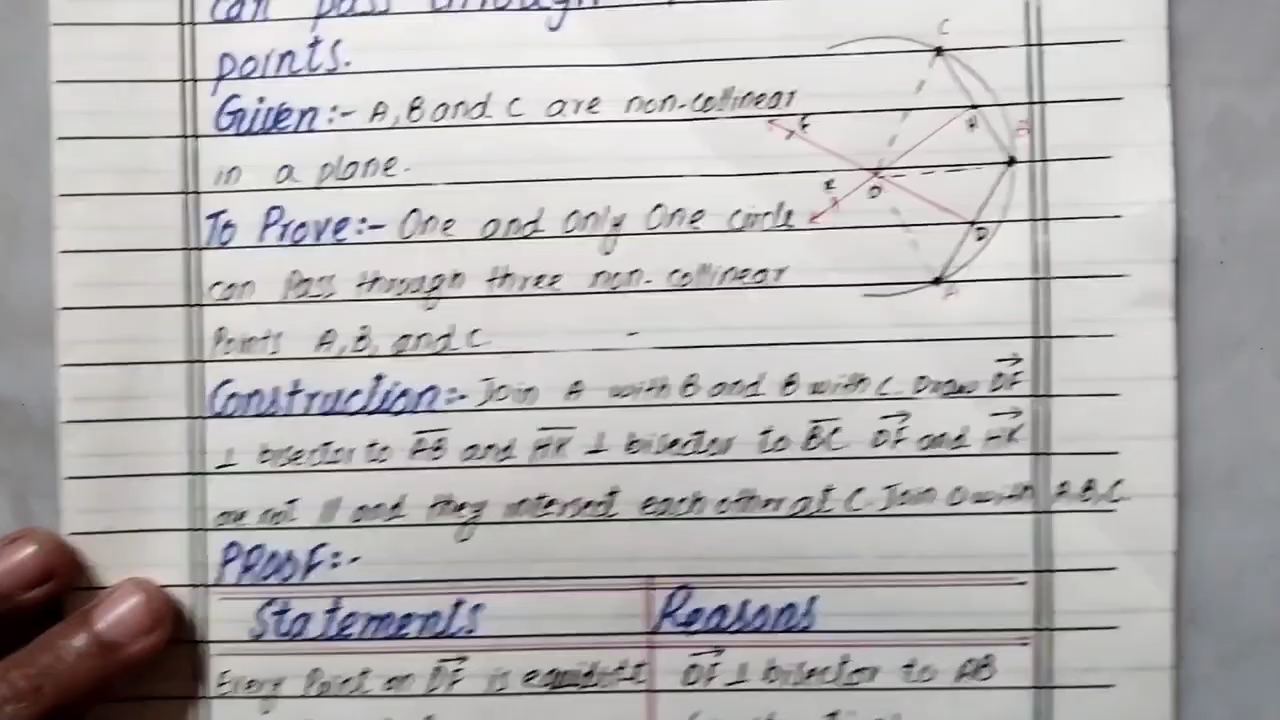 can pass through
points.
Given:- A, B and C are non-collinear
in a plane.
To Prove:- One and only One circle
can Pass through three non-collinear
Points A, B, and C.
Construction:- Join A with B and B with C. Draw DF
⊥ bisector to AB and HK ⊥ bisector to BC DF and HK
are not || and they intersect each other at C. Join O with A,B,C
PROOF:-
Statements Reasons
Every Point on DF is DF ⊥ bisector to AB
C
F
H
B
K
O
D
A